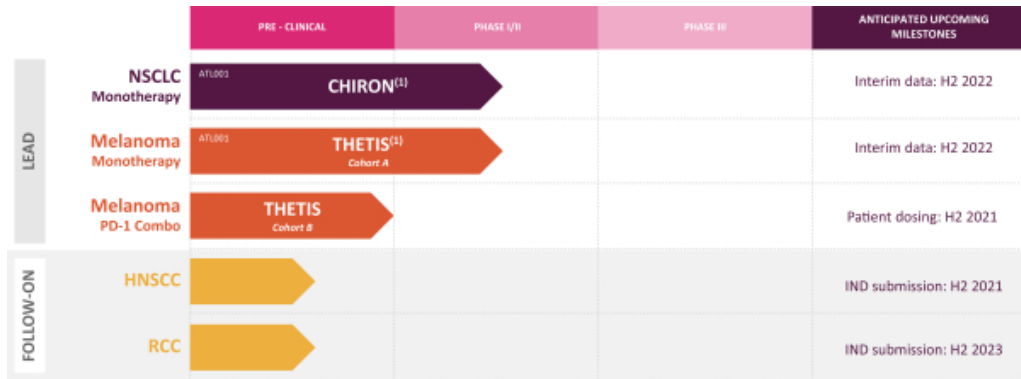 PRE - CLINICAL
PHASE I/II
PHASE III
ANTICIPATED UPCOMING
MILESTONES
LEAD
NSCLC
Monotherapy
ATL001
CHIRON(1)
Interim data: H2 2022
Melanoma
Monotherapy
ATL001
THETIS(1)
Cohort A
Interim data: H2 2022
Melanoma
PD-1 Combo
THETIS
Cohort B
Patient dosing: H2 2021
FOLLOW-ON
HNSCC
IND submission: H2 2021
RCC
IND submission: H2 2023